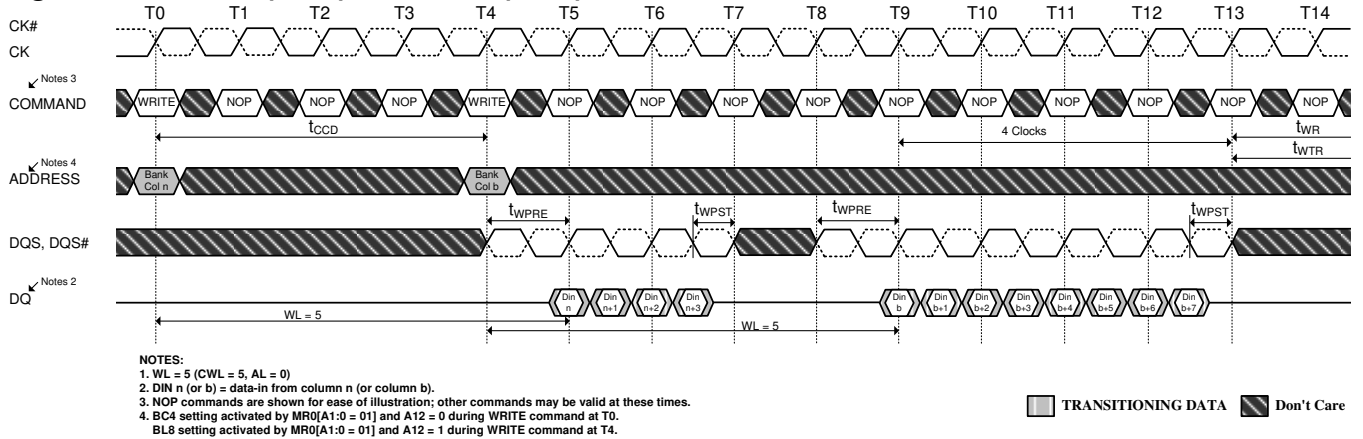 T0 T1 T2 T3 T4 T5 T6 T7 T8 T9 T10 T11 T12 T13 T14
CK#
CK
Notes 3
COMMAND WRITE NOP NOP NOP WRITE NOP NOP NOP NOP NOP NOP NOP NOP NOP NOP
tCCD 4 Clocks tWR
tWTR
Notes 4
ADDRESS
Bank Bank
Col n Col b
tWPRE tWPST tWPRE tWPST
DQS, DQS#
Notes 2
DQ
Din Din Din Din Din Din Din Din Din Din Din Din
n n+1 n+2 n+3 b b+1 b+2 b+3 b+4 b+5 b+6 b+7
WL = 5
WL = 5
NOTES:
1. WL = 5 (CWL = 5, AL = 0)
2. DIN n (or b) = data-in from column n (or column b).
3. NOP commands are shown for ease of illustration; other commands may be valid at these times.
4. BC4 setting activated by MR0[A1:0 = 01] and A12 = 0 during WRITE command at T0.
BL8 setting activated by MR0[A1:0 = 01] and A12 = 1 during WRITE command at T4.
TRANSITIONING DATA Don't Care